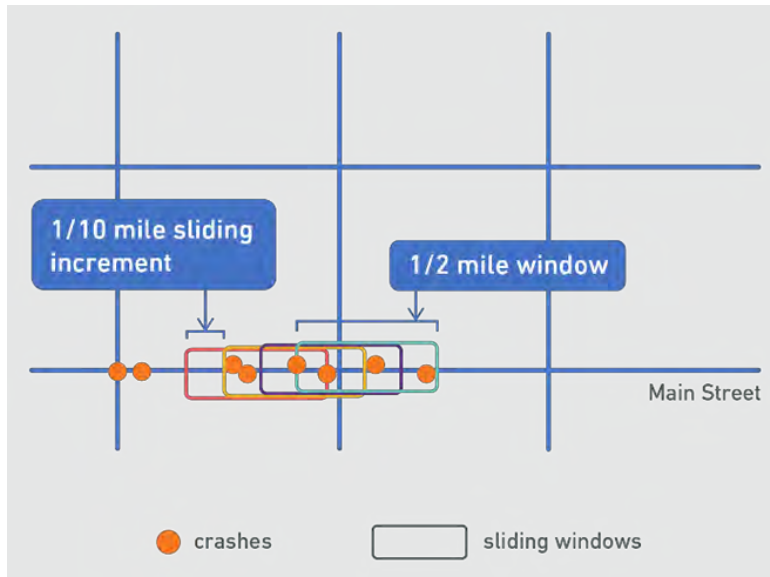 1/10 mile sliding
increment
1/2 mile window
Main Street
crashes
sliding windows